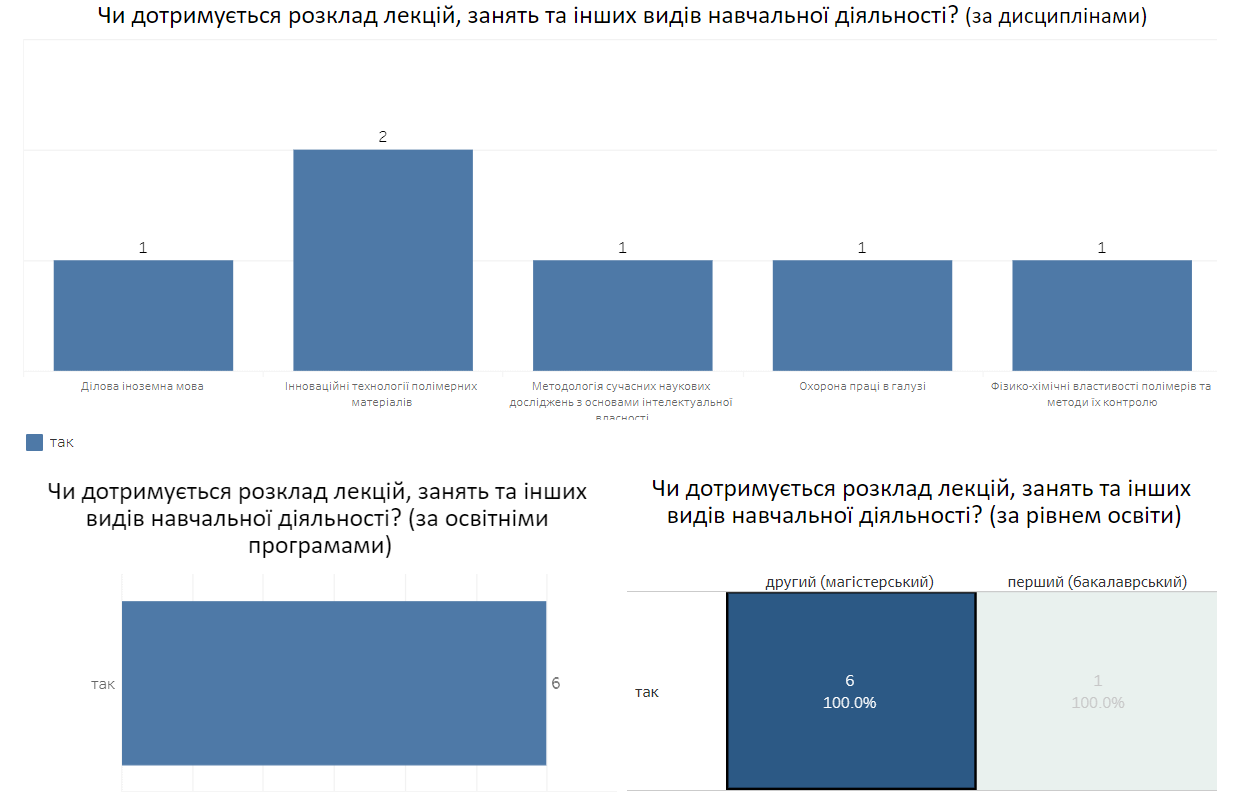 Чи дотримується розклад лекцій, занять та інших видів навчальної діяльності? (за дисциплінами)
2
1
1
1
1
Ділова іноземна мова
Інноваційні технології полімерних
матеріалів
Методологія сучасних наукових
досліджень з основами інтелектуальної
власності
Охорона праці в галузі
Фізико-хімічні властивості полімерів та
методи їх контролю
так
Чи дотримується розклад лекцій, занять та інших
видів навчальної діяльності? (за освітніми
програмами)
так
6
Чи дотримується розклад лекцій, занять та інших
видів навчальної діяльності? (за рівнем освіти)
другий (магістерський)
перший (бакалаврський)
так
6
100.0%
1
100.0%